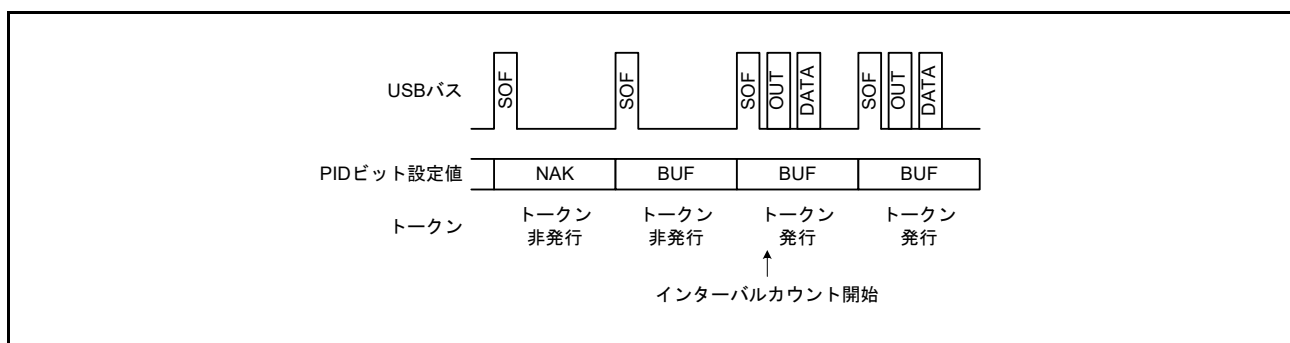 USBバス SOF SOF SOF OUT DATA SOF OUT DATA
PIDビット設定値 NAK BUF BUF BUF
トークン トークン 非発行 トークン 非発行 トークン 発行 トークン 発行
インターバルカウント開始